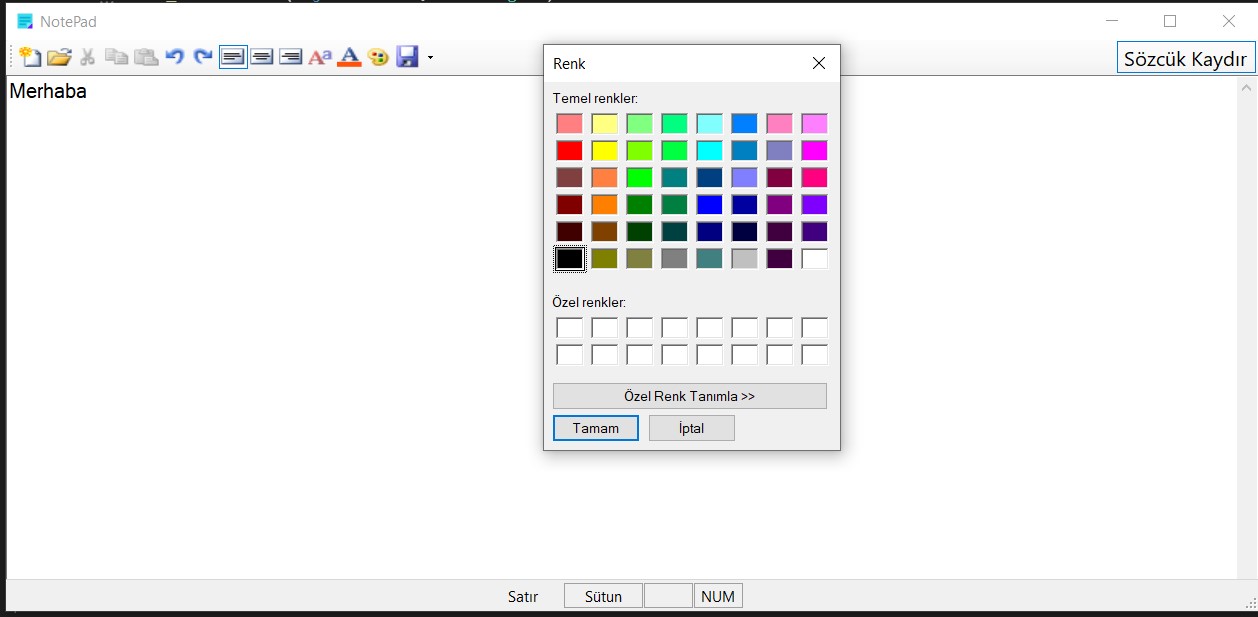 NotePad
Sözcük Kaydır
Merhaba
Renk
Temel renkler:
Özel renkler:
Özel Renk Tanımla >>
Tamam
İptal
Satır
Sütun
NUM